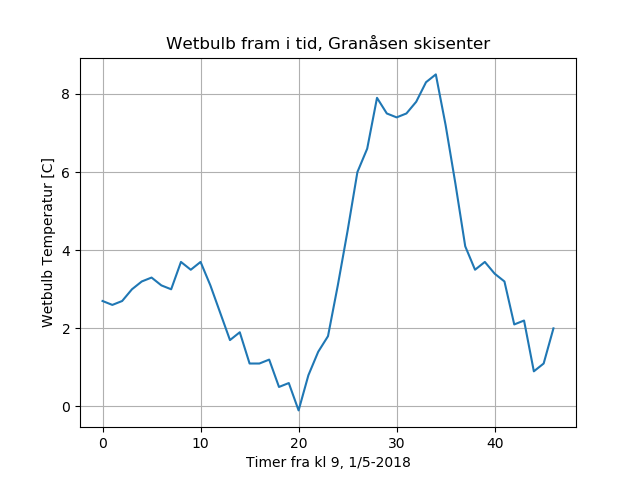 Wetbulb fram i tid, Granåsen skisenter
8
6
4
2
0
Wetbulb Temperatur [C]
0 10 20 30 40
Timer fra kl 9, 1/5-2018